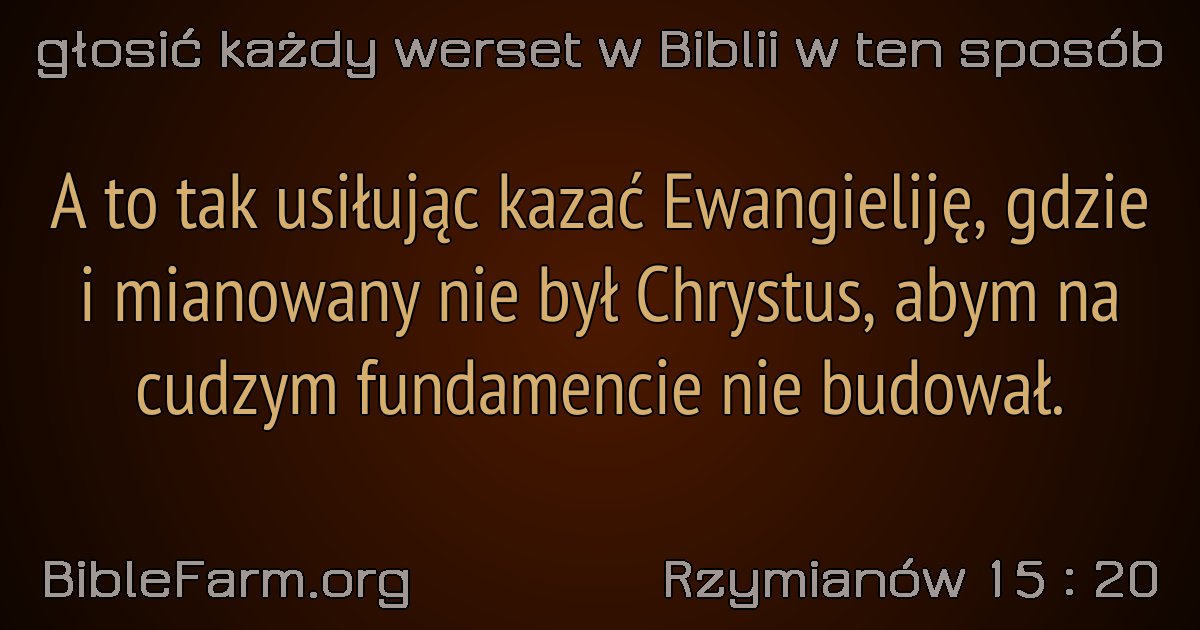 głosić każdy werset w Biblii w ten sposób
A to tak usiłując kazać Ewangieliję, gdzie
i mianowany nie był Chrystus, abym na
cudzym fundamencie nie budował.
BibleFarm.org
Rzymianów 15 : 20